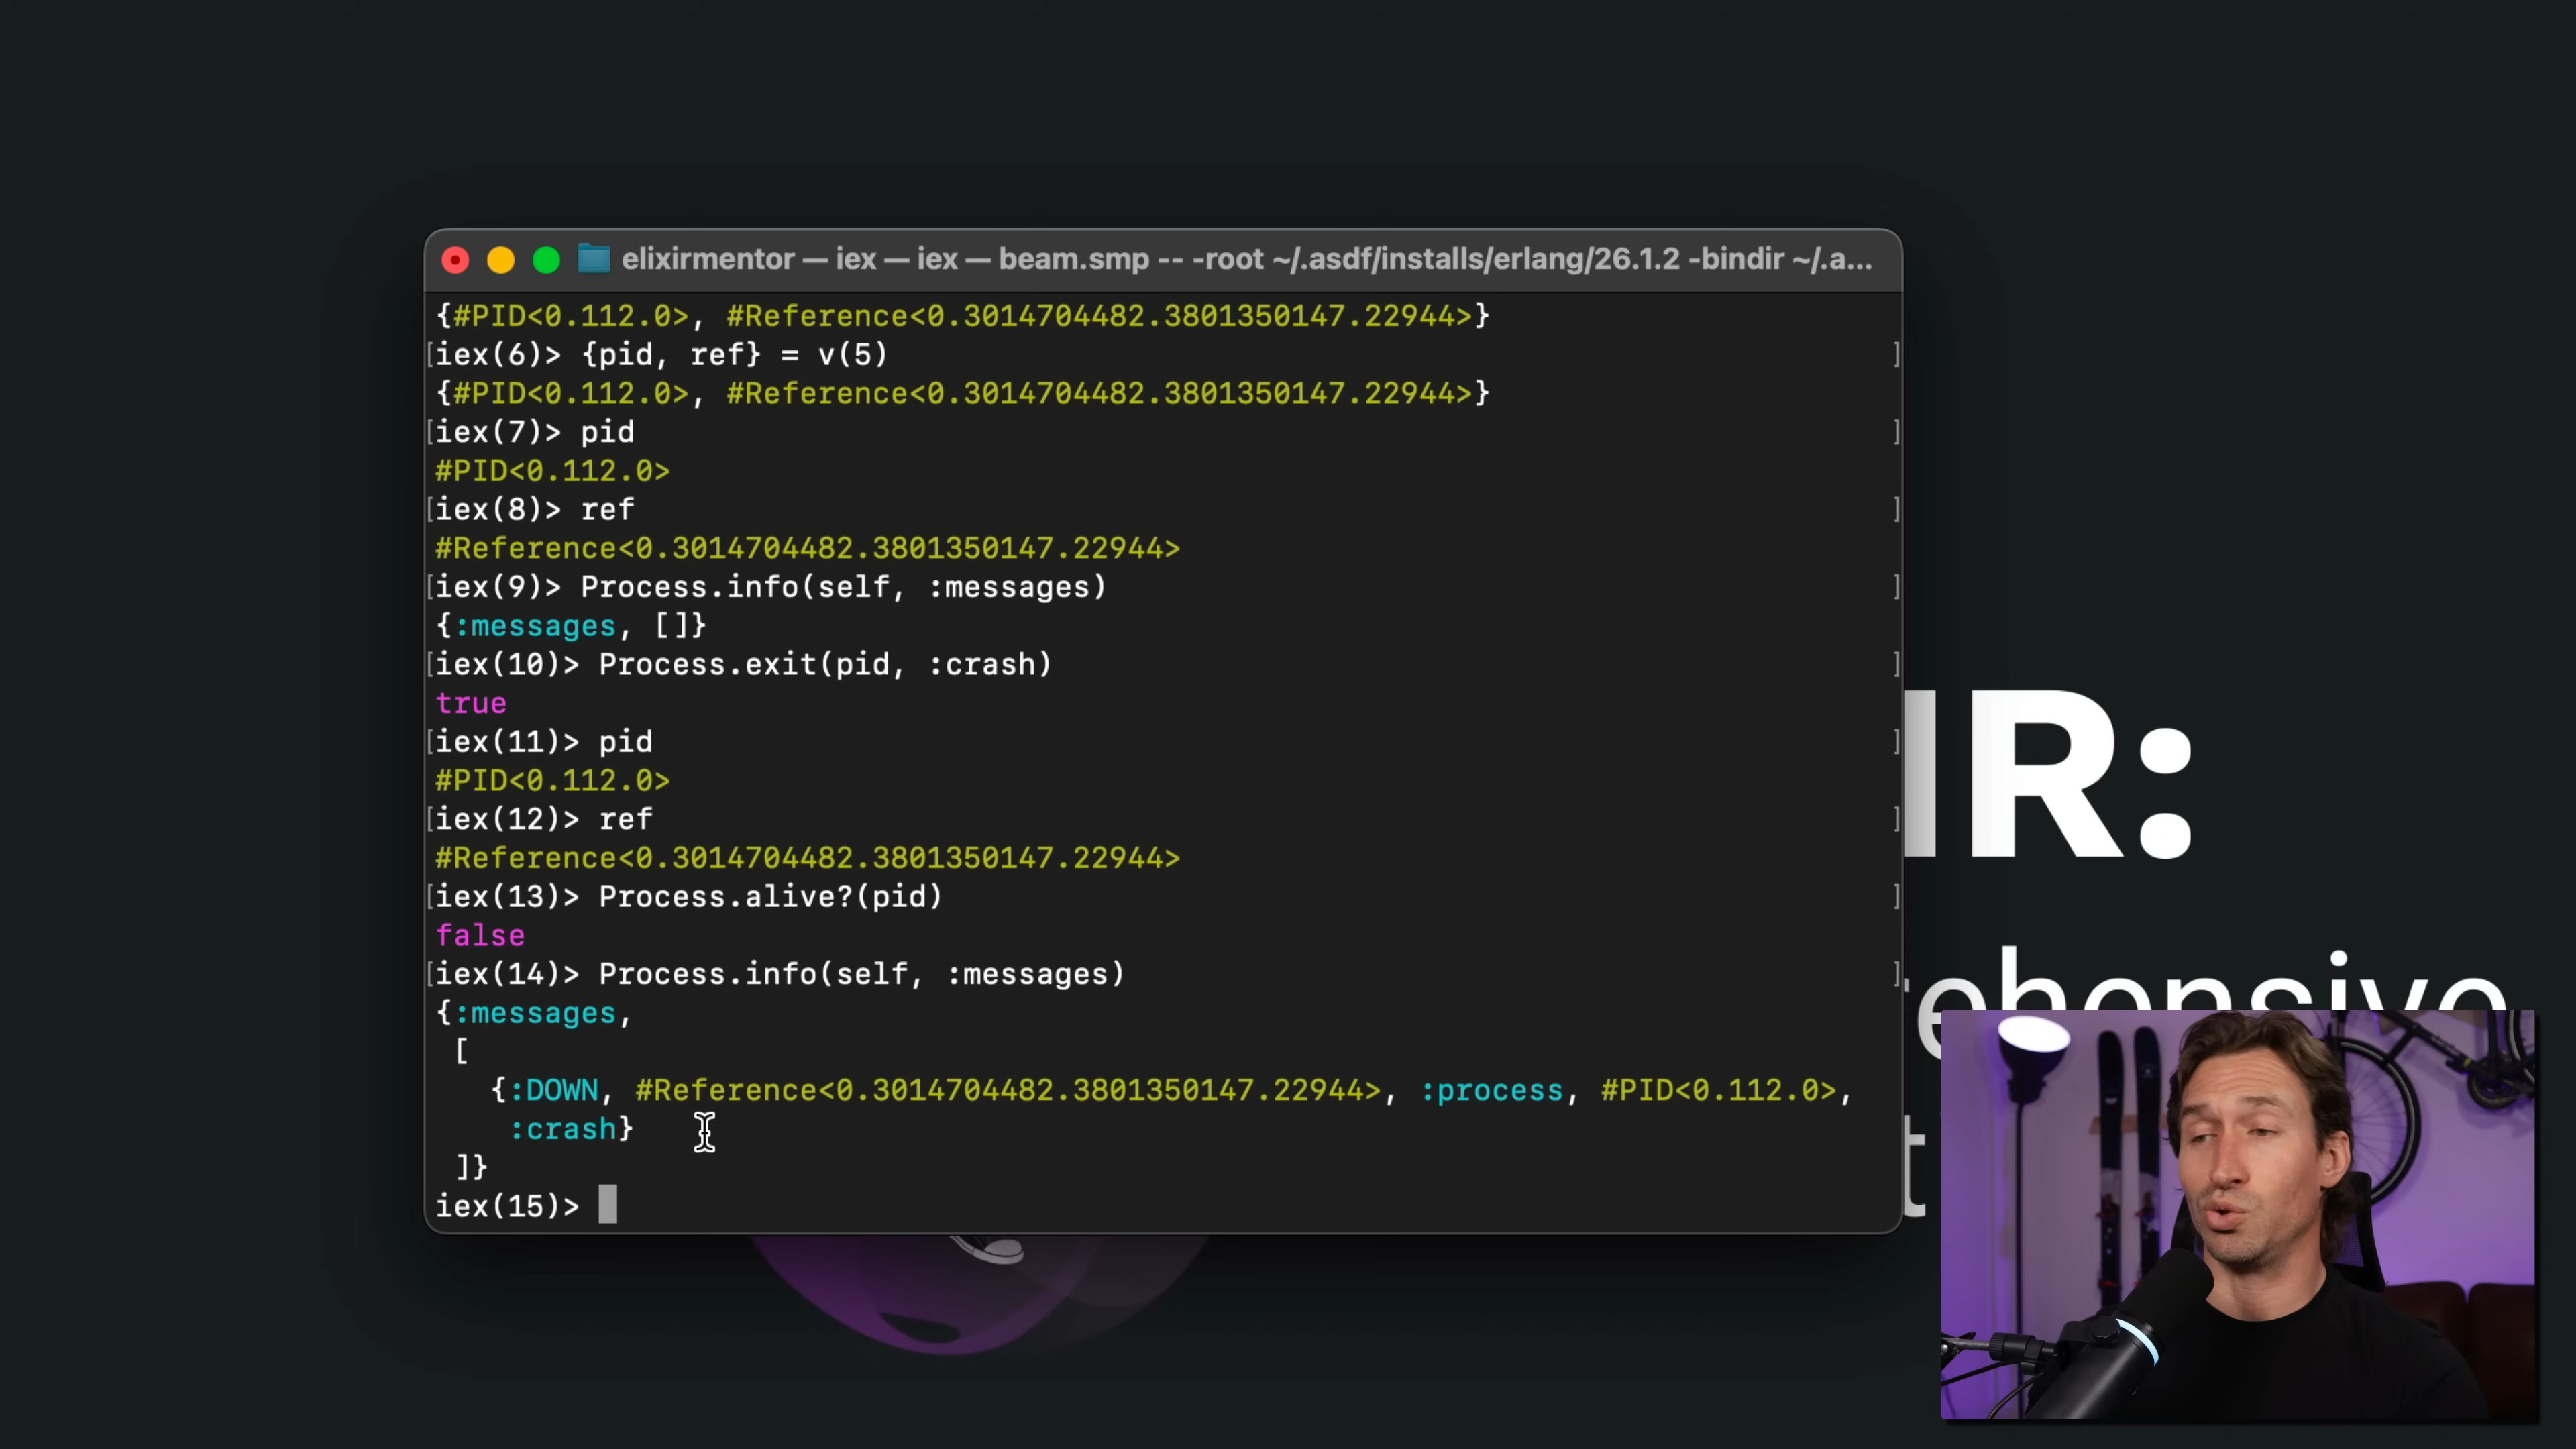 elixirmentor — iex — iex — beam.smp -- -root ~/.asdf/installs/erlang/26.1.2 -bindir ~/.a...
{#PID<0.112.0>, #Reference<0.3014704482.3801350147.22944>}
[iex(6)> {pid, ref} = v(5) ]
{#PID<0.112.0>, #Reference<0.3014704482.3801350147.22944>}
[iex(7)> pid ]
#PID<0.112.0>
[iex(8)> ref ]
#Reference<0.3014704482.3801350147.22944>
[iex(9)> Process.info(self, :messages) ]
{:messages, []}
[iex(10)> Process.exit(pid, :crash) ]
true
[iex(11)> pid ]
#PID<0.112.0>
[iex(12)> ref ]
#Reference<0.3014704482.3801350147.22944>
[iex(13)> Process.alive?(pid) ]
false
[iex(14)> Process.info(self, :messages) ]
{:messages,
[
{:DOWN, #Reference<0.3014704482.3801350147.22944>, :process, #PID<0.112.0>,
:crash}
]}
iex(15)>
IR: